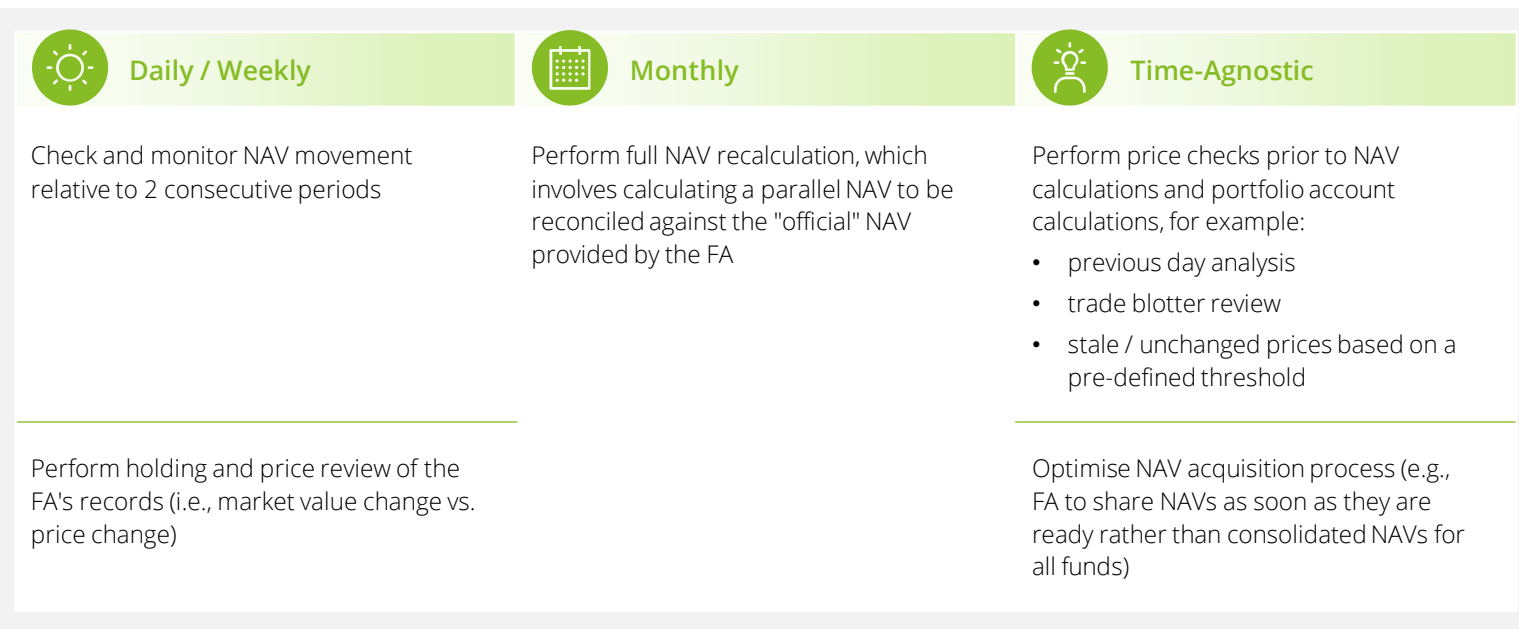 Daily / Weekly
Check and monitor NAV movement
relative to 2 consecutive periods
Perform holding and price review of the
FA's records (i.e., market value change vs.
price change)
Monthly
Perform full NAV recalculation, which
involves calculating a parallel NAV to be
reconciled against the "official" NAV
provided by the FA
Time-Agnostic
Perform price checks prior to NAV
calculations and portfolio account
calculations, for example:
• previous day analysis
• trade blotter review
• stale / unchanged prices based on a
pre-defined threshold
Optimise NAV acquisition process (e.g.,
FA to share NAVs as soon as they are
ready rather than consolidated NAVs for
all funds)